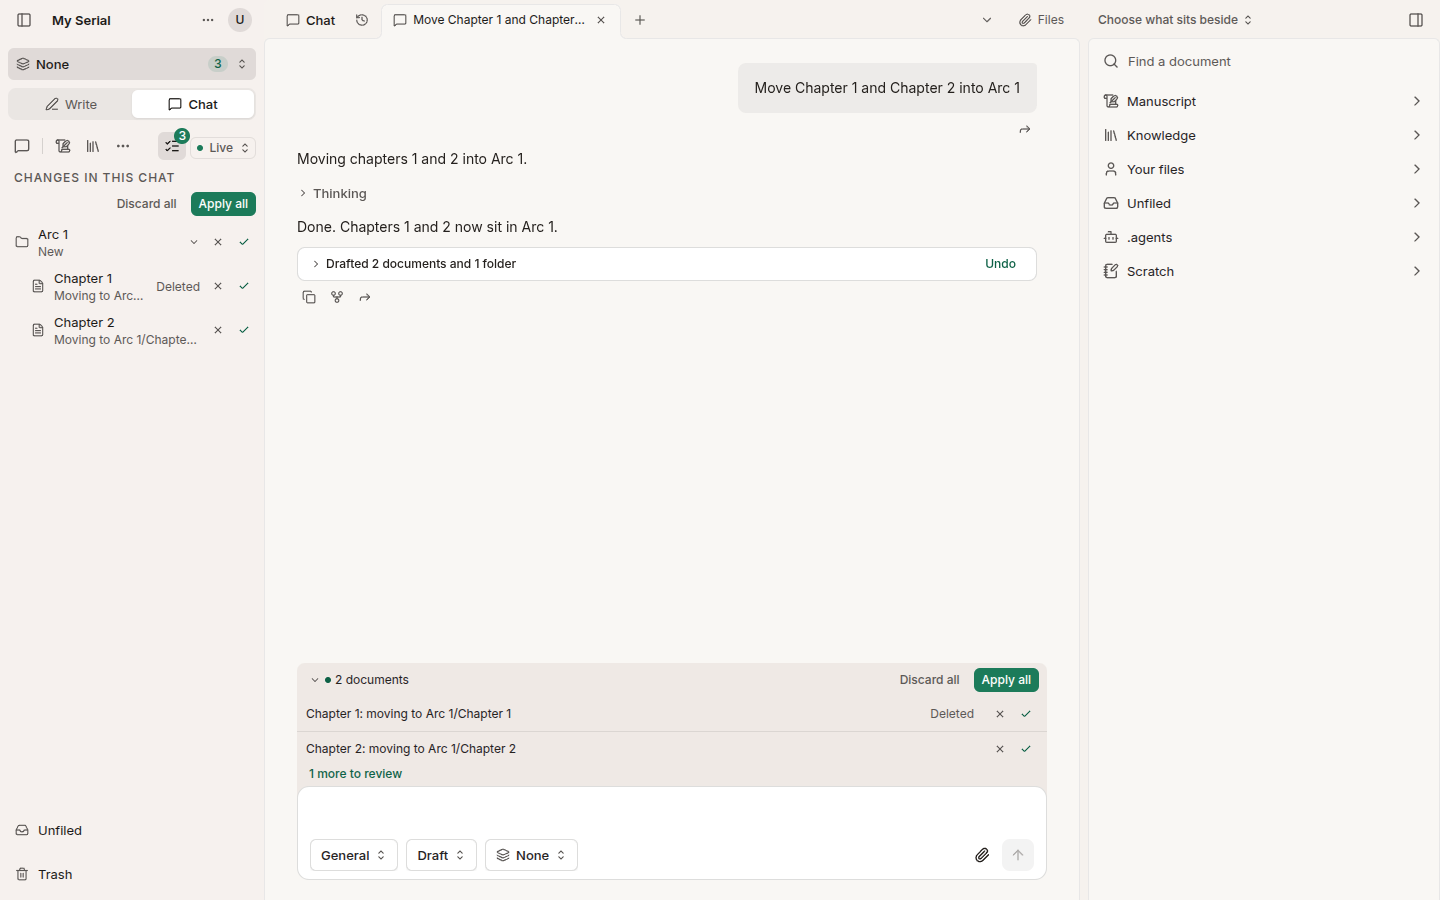 My Serial
U
None
3
Write
Chat
3
Live
CHANGES IN THIS CHAT
Discard all
Apply all
Arc 1
New
Chapter 1
Moving to Arc...
Deleted
Chapter 2
Moving to Arc 1/Chapte...
Unfiled
Trash
Chat
Move Chapter 1 and Chapter...
Files
Move Chapter 1 and Chapter 2 into Arc 1
Moving chapters 1 and 2 into Arc 1.
Thinking
Done. Chapters 1 and 2 now sit in Arc 1.
Drafted 2 documents and 1 folder
Undo
2 documents
Discard all
Apply all
Chapter 1: moving to Arc 1/Chapter 1
Deleted
Chapter 2: moving to Arc 1/Chapter 2
1 more to review
General
Draft
None
Choose what sits beside
Find a document
Manuscript
Knowledge
Your files
Unfiled
.agents
Scratch